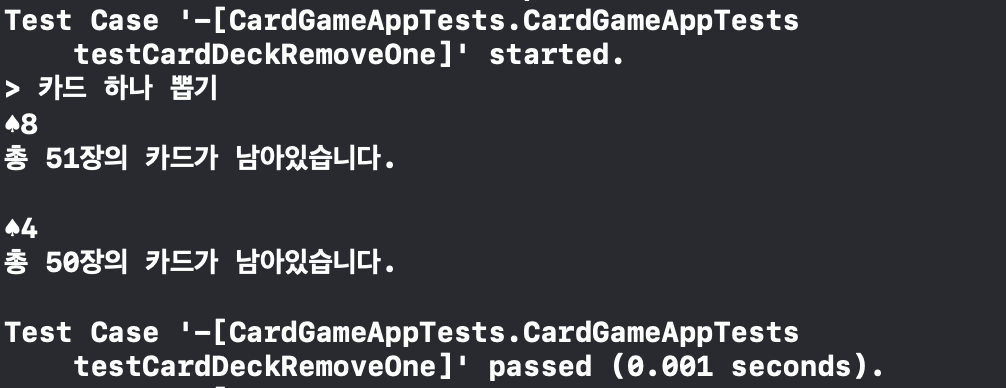 Test Case '-[CardGameAppTests.CardGameAppTests
testCardDeckRemoveOne]' started.
> 카드 하나 뽑기
♠8
총 51장의 카드가 남아있습니다.
♠4
총 50장의 카드가 남아있습니다.
Test Case '-[CardGameAppTests.CardGameAppTests
testCardDeckRemoveOne]' passed (0.001 seconds).